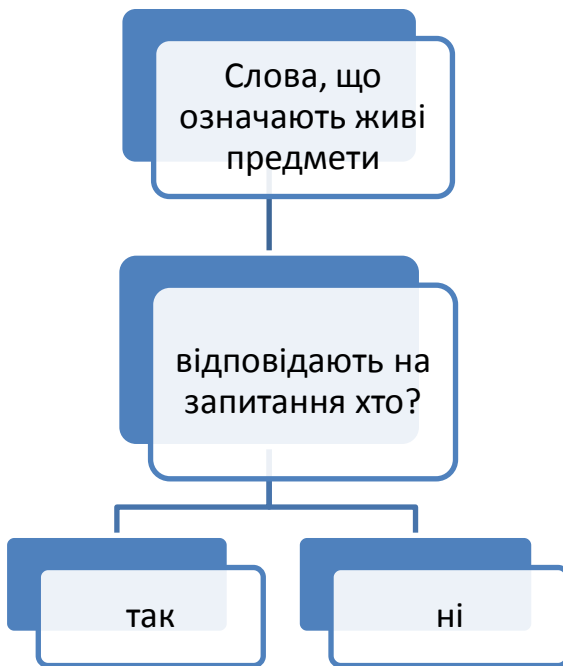 Слова, що
означають живі
предмети
відповідають на
запитання хто?
так
ні